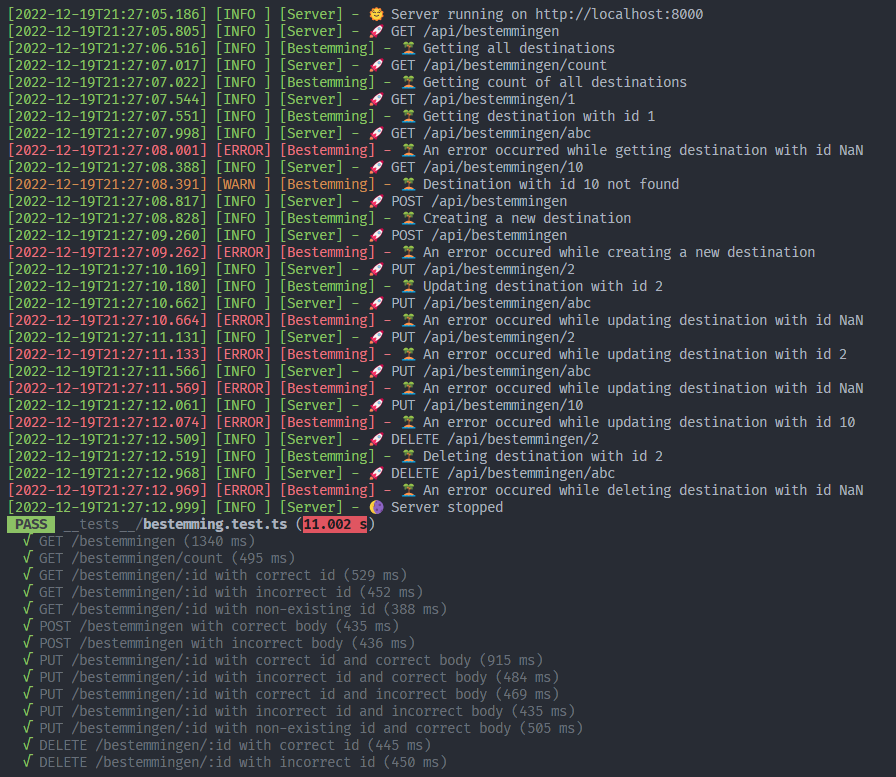 [2022-12-19T21:27:05.186] [INFO ] [Server] - 🌞 Server running on http://localhost:8000
[2022-12-19T21:27:05.805] [INFO ] [Server] - 🚀 GET /api/bestemmingen
[2022-12-19T21:27:06.516] [INFO ] [Bestemming] - 🏝 Getting all destinations
[2022-12-19T21:27:07.017] [INFO ] [Server] - 🚀 GET /api/bestemmingen/count
[2022-12-19T21:27:07.022] [INFO ] [Bestemming] - 🏝 Getting count of all destinations
[2022-12-19T21:27:07.544] [INFO ] [Server] - 🚀 GET /api/bestemmingen/1
[2022-12-19T21:27:07.551] [INFO ] [Bestemming] - 🏝 Getting destination with id 1
[2022-12-19T21:27:07.998] [INFO ] [Server] - 🚀 GET /api/bestemmingen/abc
[2022-12-19T21:27:08.001] [ERROR] [Bestemming] - 🏝 An error occurred while getting destination with id NaN
[2022-12-19T21:27:08.388] [INFO ] [Server] - 🚀 GET /api/bestemmingen/10
[2022-12-19T21:27:08.391] [WARN ] [Bestemming] - 🏝 Destination with id 10 not found
[2022-12-19T21:27:08.817] [INFO ] [Server] - 🚀 POST /api/bestemmingen
[2022-12-19T21:27:08.828] [INFO ] [Bestemming] - 🏝 Creating a new destination
[2022-12-19T21:27:09.260] [INFO ] [Server] - 🚀 POST /api/bestemmingen
[2022-12-19T21:27:09.262] [ERROR] [Bestemming] - 🏝 An error occured while creating a new destination
[2022-12-19T21:27:10.169] [INFO ] [Server] - 🚀 PUT /api/bestemmingen/2
[2022-12-19T21:27:10.180] [INFO ] [Bestemming] - 🏝 Updating destination with id 2
[2022-12-19T21:27:10.662] [INFO ] [Server] - 🚀 PUT /api/bestemmingen/abc
[2022-12-19T21:27:10.664] [ERROR] [Bestemming] - 🏝 An error occured while updating destination with id NaN
[2022-12-19T21:27:11.131] [INFO ] [Server] - 🚀 PUT /api/bestemmingen/2
[2022-12-19T21:27:11.133] [ERROR] [Bestemming] - 🏝 An error occured while updating destination with id 2
[2022-12-19T21:27:11.566] [INFO ] [Server] - 🚀 PUT /api/bestemmingen/abc
[2022-12-19T21:27:11.569] [ERROR] [Bestemming] - 🏝 An error occured while updating destination with id NaN
[2022-12-19T21:27:12.061] [INFO ] [Server] - 🚀 PUT /api/bestemmingen/10
[2022-12-19T21:27:12.074] [ERROR] [Bestemming] - 🏝 An error occured while updating destination with id 10
[2022-12-19T21:27:12.509] [INFO ] [Server] - 🚀 DELETE /api/bestemmingen/2
[2022-12-19T21:27:12.519] [INFO ] [Bestemming] - 🏝 Deleting destination with id 2
[2022-12-19T21:27:12.968] [INFO ] [Server] - 🚀 DELETE /api/bestemmingen/abc
[2022-12-19T21:27:12.969] [ERROR] [Bestemming] - 🏝 An error occured while deleting destination with id NaN
[2022-12-19T21:27:12.999] [INFO ] [Server] - 🌘 Server stopped
PASS __tests__/bestemming.test.ts (11.002 s)
√ GET /bestemmingen (1340 ms)
√ GET /bestemmingen/count (495 ms)
√ GET /bestemmingen/:id with correct id (529 ms)
√ GET /bestemmingen/:id with incorrect id (452 ms)
√ GET /bestemmingen/:id with non-existing id (388 ms)
√ POST /bestemmingen with correct body (435 ms)
√ POST /bestemmingen with incorrect body (436 ms)
√ PUT /bestemmingen/:id with correct id and correct body (915 ms)
√ PUT /bestemmingen/:id with incorrect id and correct body (484 ms)
√ PUT /bestemmingen/:id with correct id and incorrect body (469 ms)
√ PUT /bestemmingen/:id with incorrect id and incorrect body (435 ms)
√ PUT /bestemmingen/:id with non-existing id and correct body (505 ms)
√ DELETE /bestemmingen/:id with correct id (445 ms)
√ DELETE /bestemmingen/:id with incorrect id (450 ms)